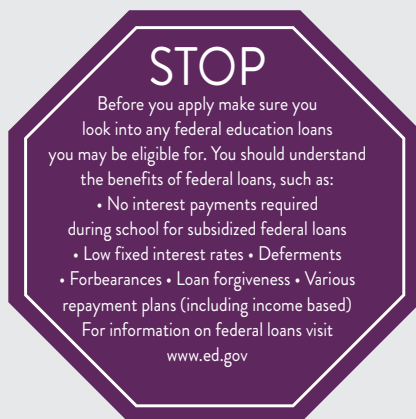 STOP
Before you apply make sure you
look into any federal education loans
you may be eligible for. You should understand
the benefits of federal loans, such as:
• No interest payments required
during school for subsidized federal loans
• Low fixed interest rates • Deferments
• Forbearances • Loan forgiveness • Various
repayment plans (including income based)
For information on federal loans visit
www.ed.gov